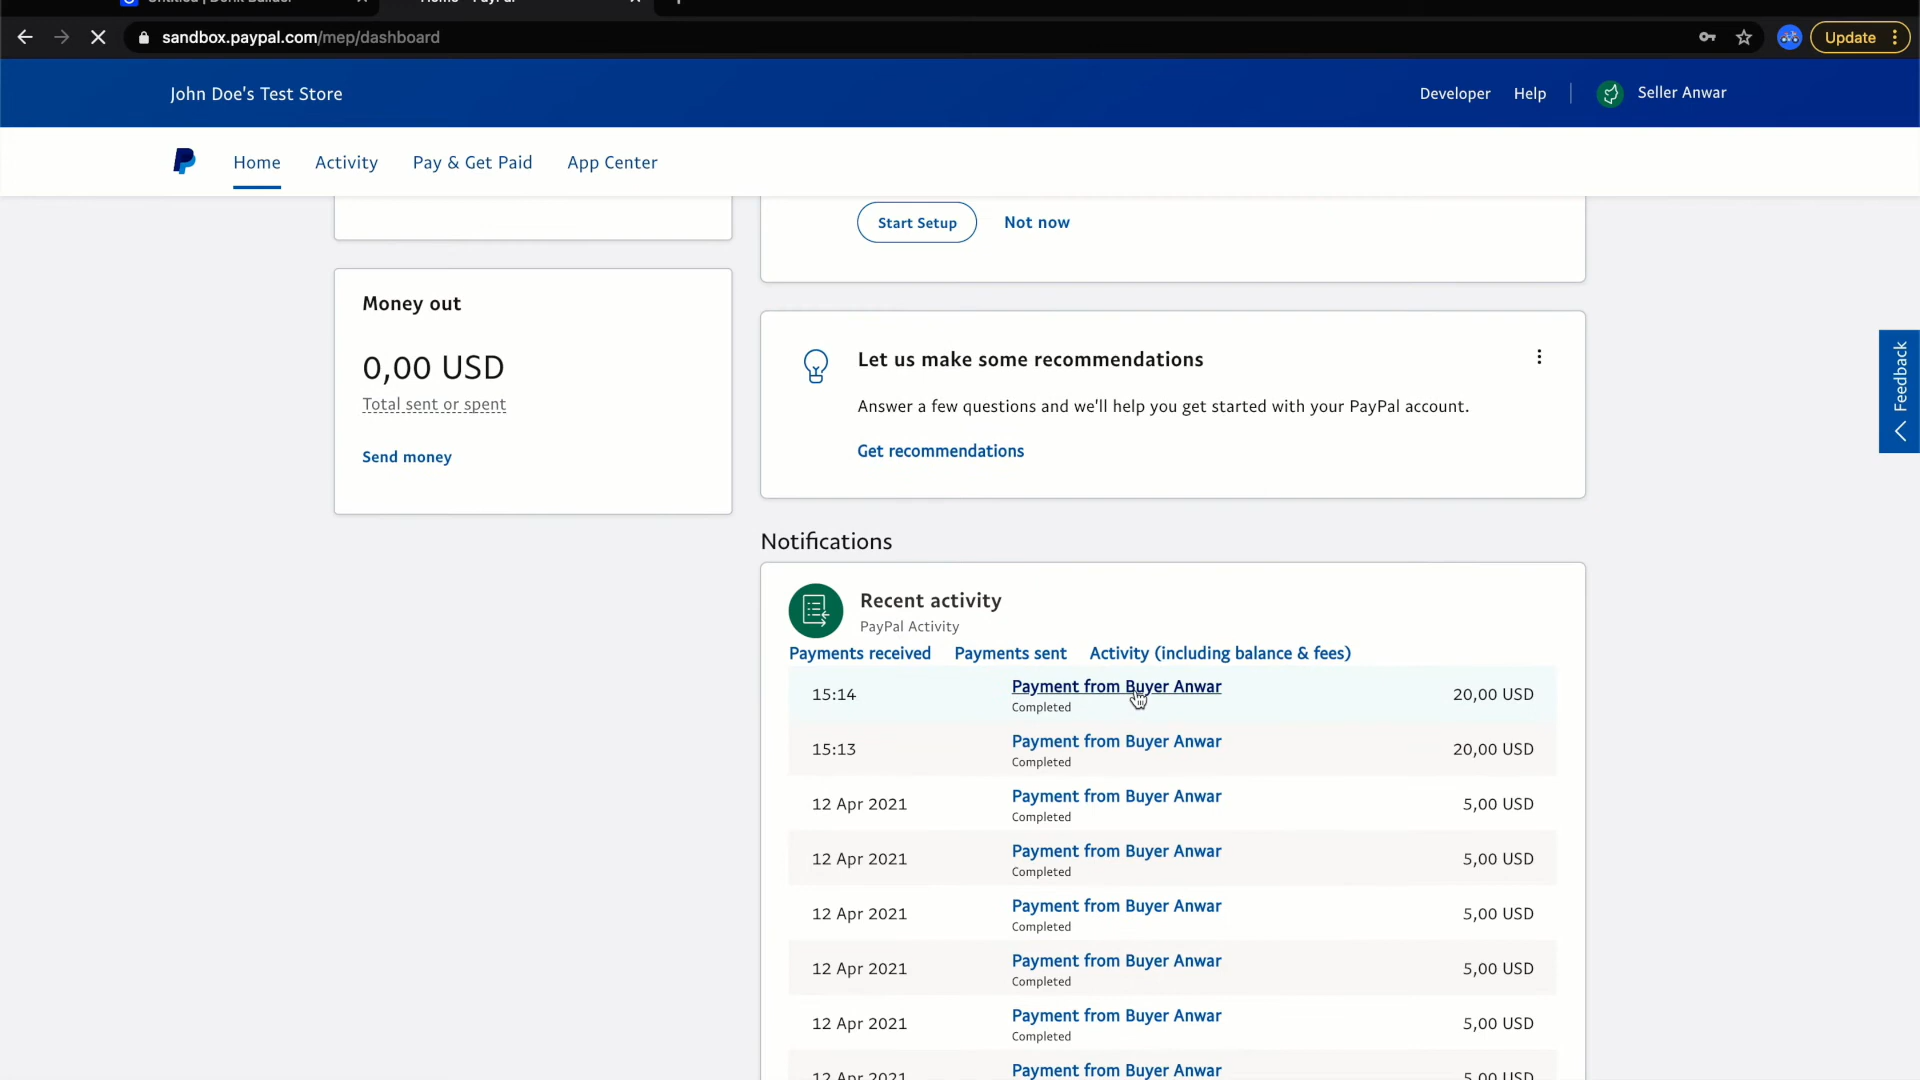 sandbox.paypal.com/mep/dashboard
Update
John Doe's Test Store
Developer Help Seller Anwar
Home Activity Pay & Get Paid App Center
Start Setup Not now
Money out
0,00 USD
Total sent or spent
Send money
Let us make some recommendations
Answer a few questions and we'll help you get started with your PayPal account.
Get recommendations
Feedback
Notifications
Recent activity
PayPal Activity
Payments received Payments sent Activity (including balance & fees)
15:14 Payment from Buyer Anwar 20,00 USD
Completed
15:13 Payment from Buyer Anwar 20,00 USD
Completed
12 Apr 2021 Payment from Buyer Anwar 5,00 USD
Completed
12 Apr 2021 Payment from Buyer Anwar 5,00 USD
Completed
12 Apr 2021 Payment from Buyer Anwar 5,00 USD
Completed
12 Apr 2021 Payment from Buyer Anwar 5,00 USD
Completed
12 Apr 2021 Payment from Buyer Anwar 5,00 USD
Completed
12 Apr 2021 Payment from Buyer Anwar 5,00 USD